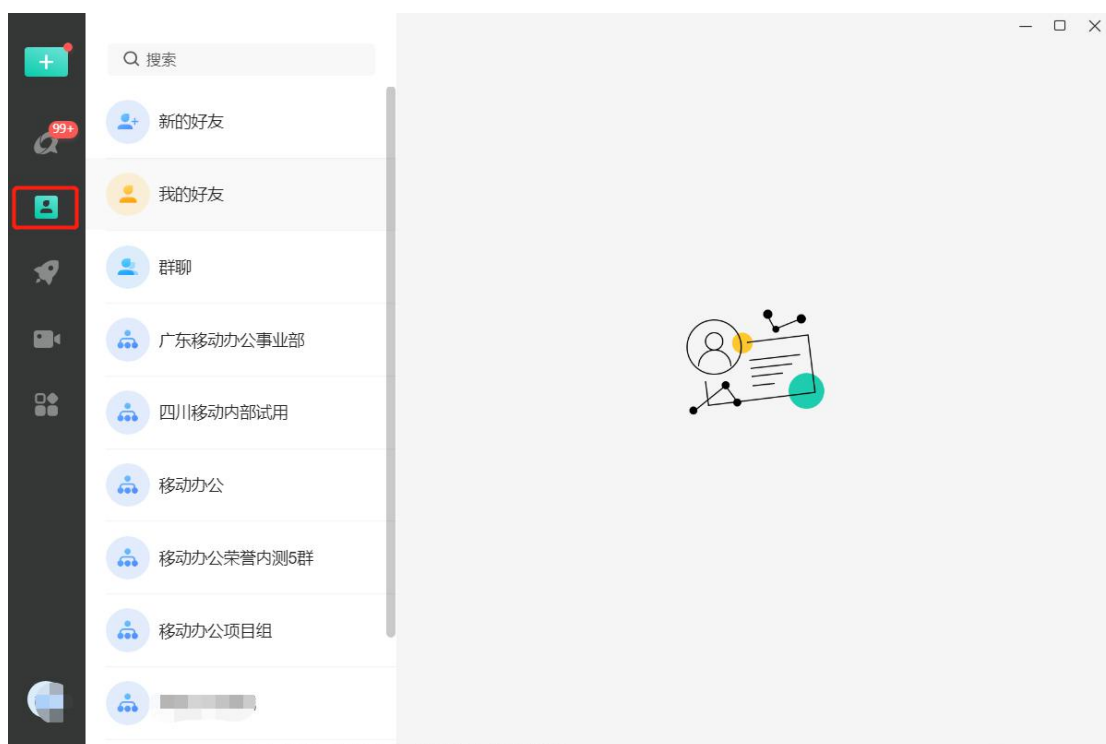 搜索
99+
新的好友
我的好友
群聊
广东移动办公事业部
四川移动内部试用
移动办公
移动办公荣誉内测5群
移动办公项目组